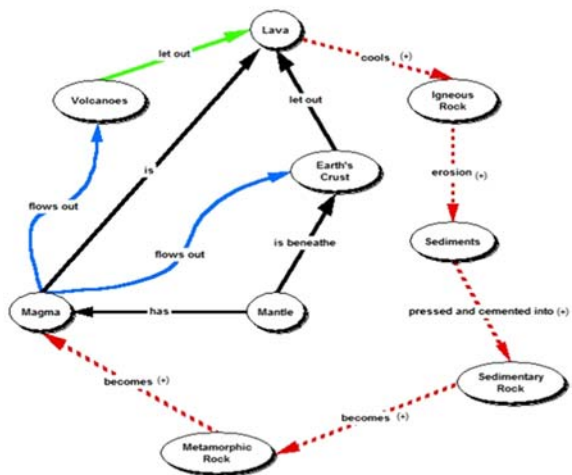 Lava
let out
cools (+)
Volcanoes
Igneous
Rock
let out
is
Earth's
Crust
erosion (+)
flows out
flows out
is beneathe
Sediments
Magma
has
Mantle
pressed and cemented into (+)
becomes (+)
Sedimentary
Rock
becomes (+)
Metamorphic
Rock